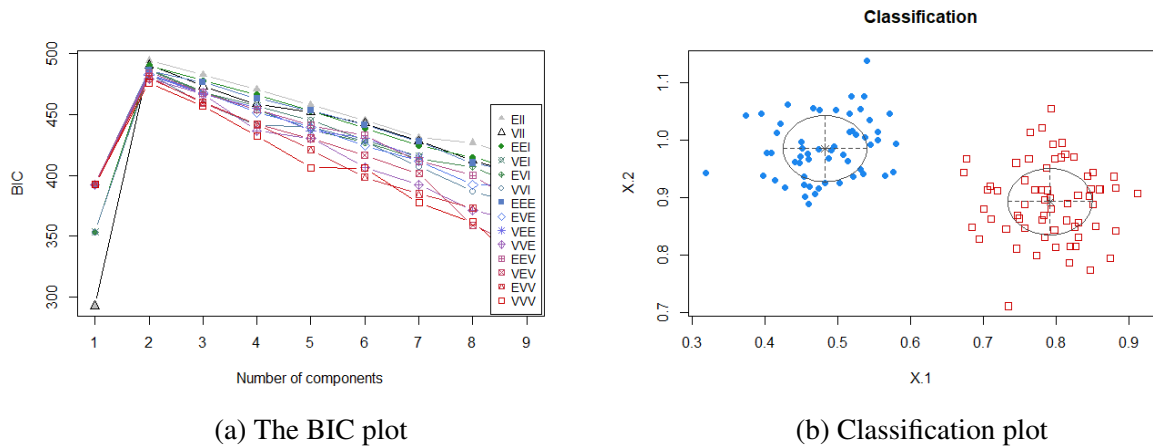 500
450
400
350
300
BIC
1 2 3 4 5 6 7 8 9
Number of components
EII
VII
EEI
VEI
EVI
VVI
EEE
EVE
VEE
VVE
EEV
VEV
EVV
VVV
(a) The BIC plot
Classification
1.1
1.0
0.9
0.8
0.7
X.2
0.3 0.4 0.5 0.6 0.7 0.8 0.9
X.1
(b) Classification plot